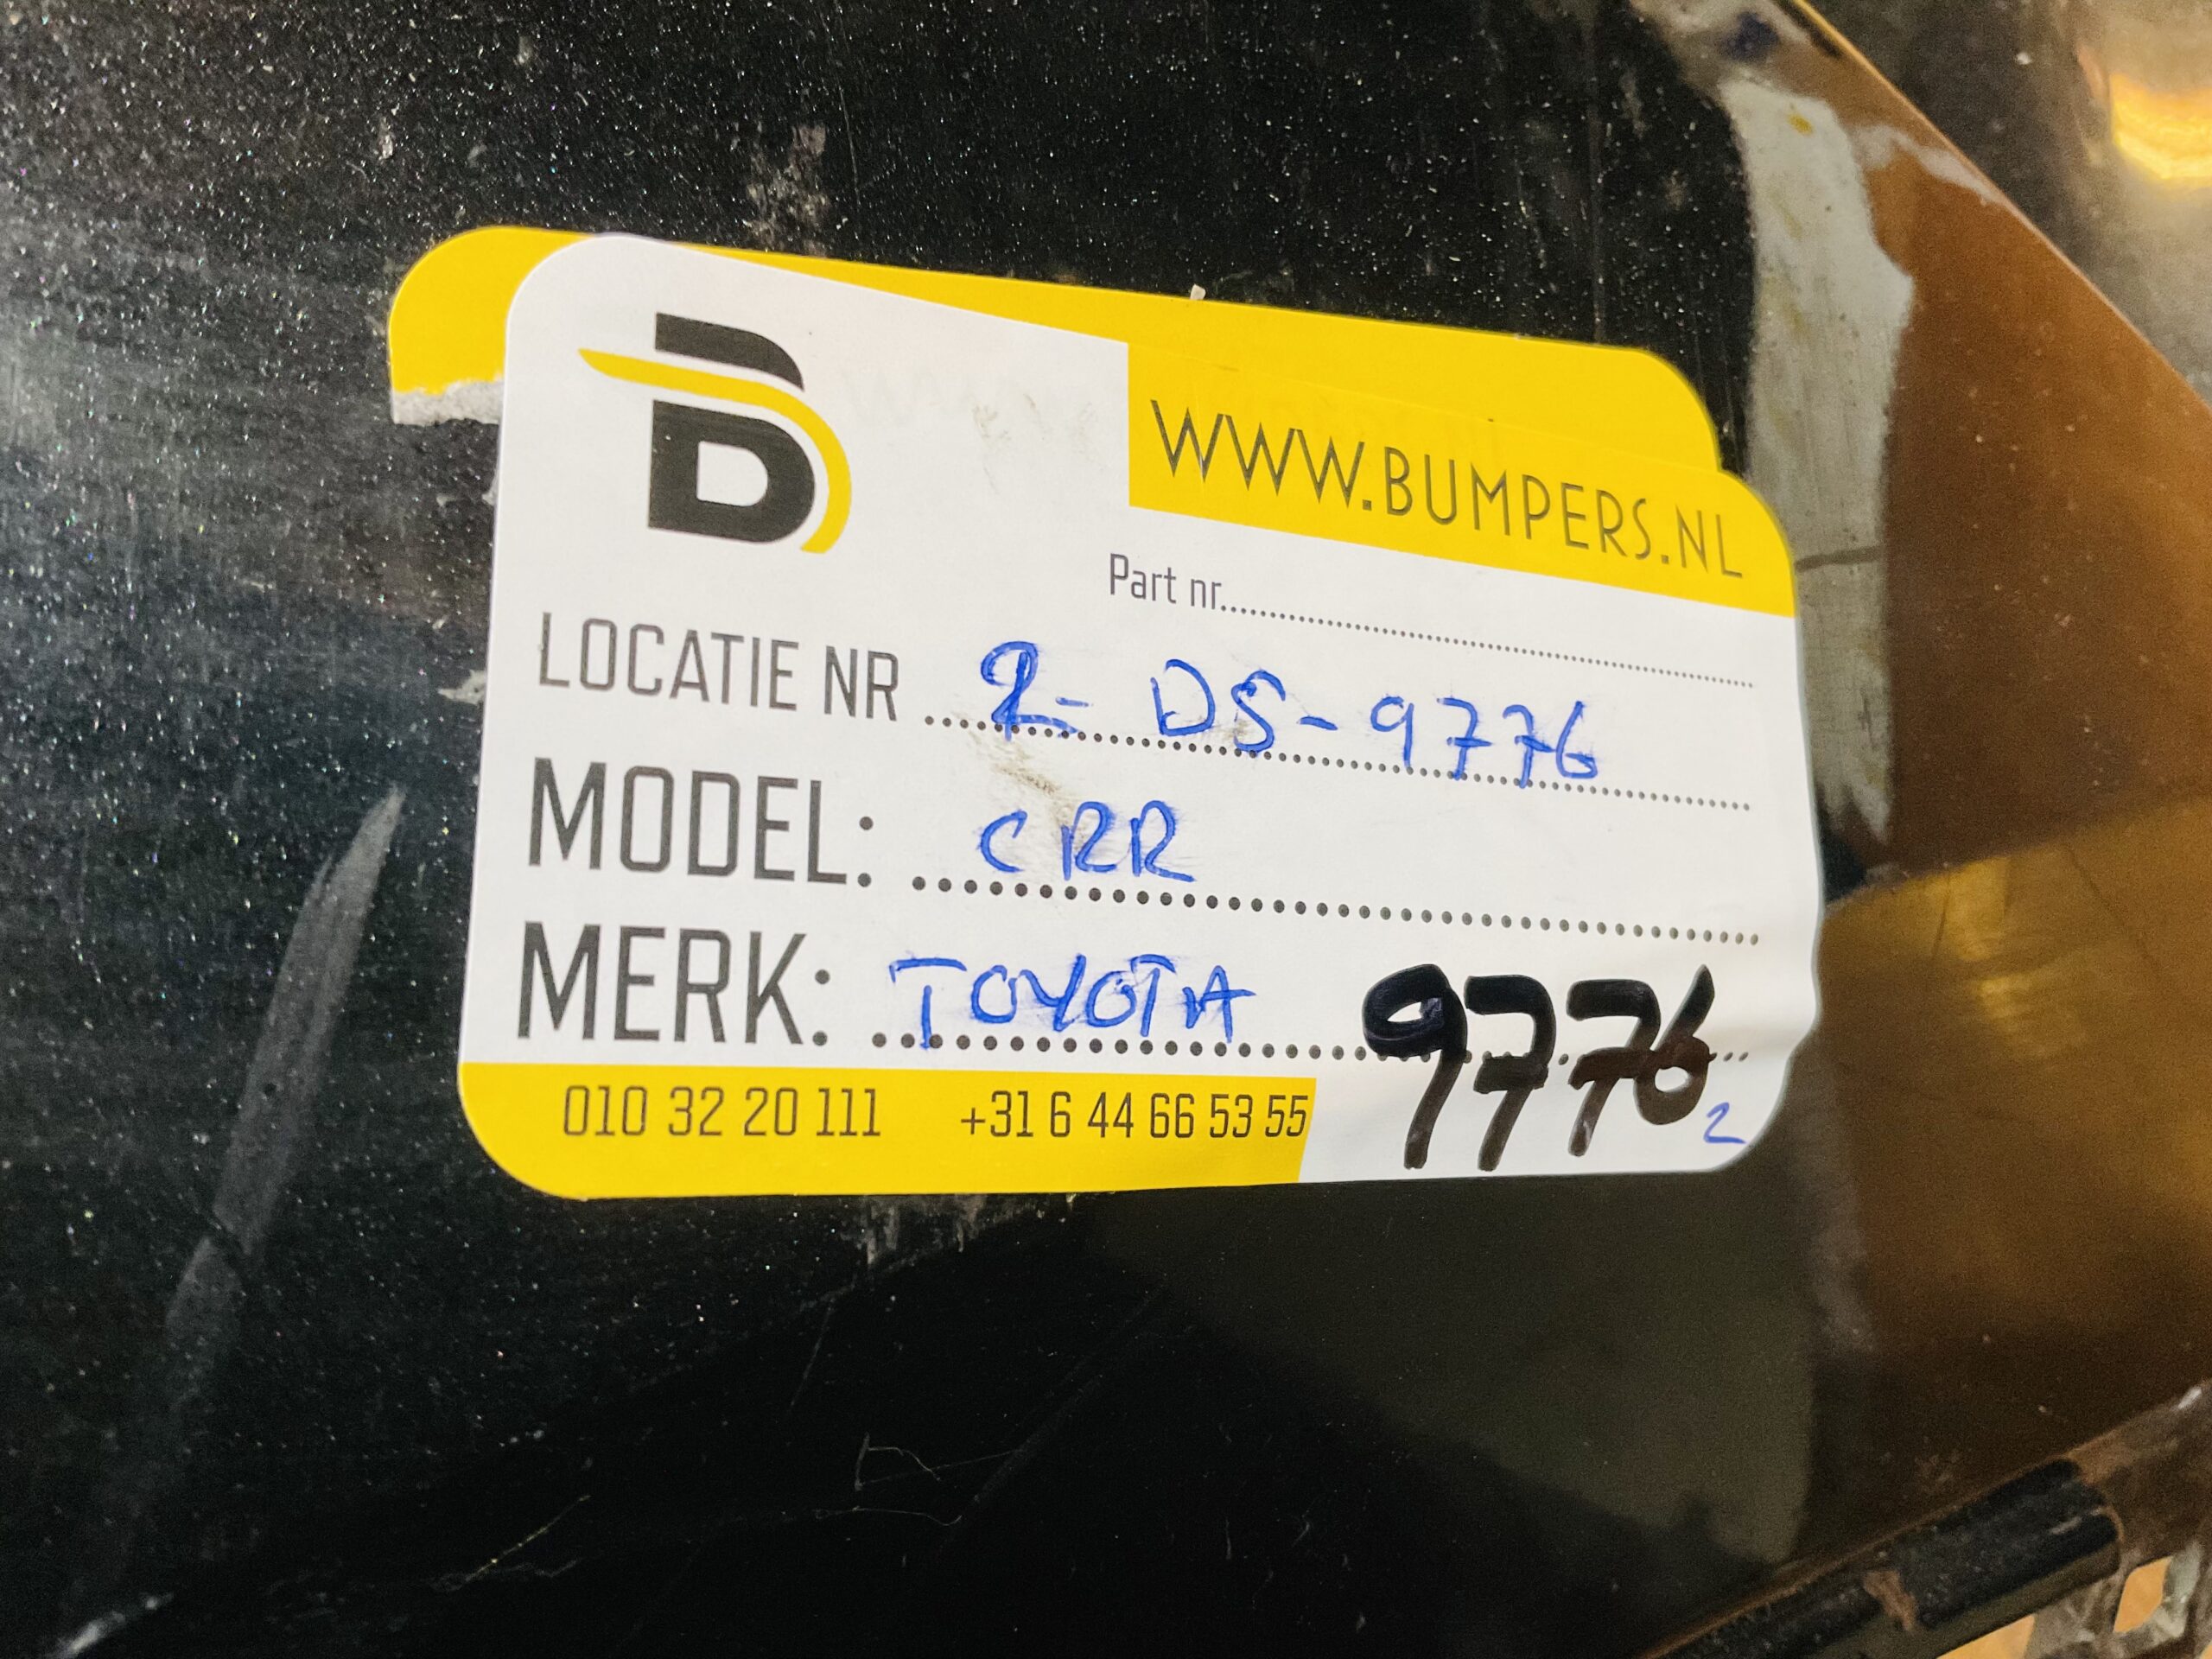 B
WWW.BUMPERS.NL
Part nr....................
LOCATIE NR .... 2- DS-9776
MODEL: CRR
MERK: TOYOTA 9776
2
010 32 20 111 +31 6 44 66 53 55